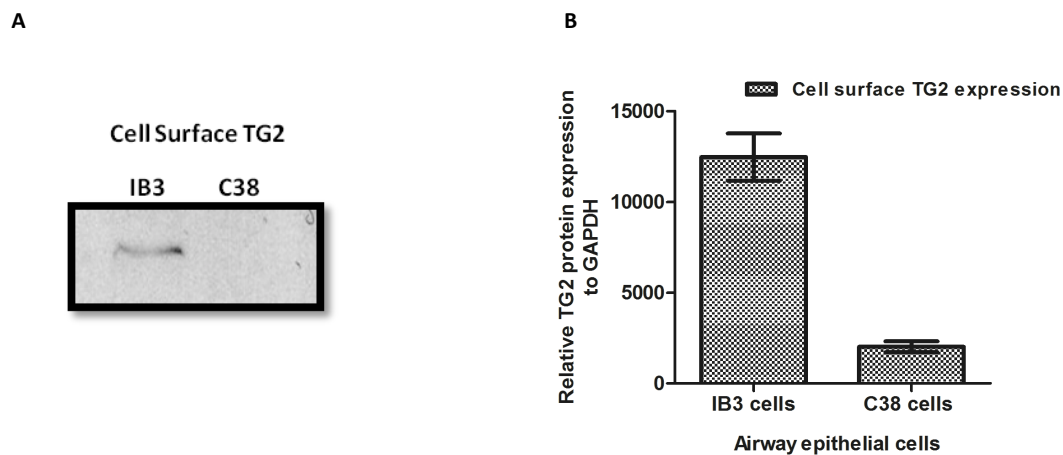 A
Cell Surface TG2
IB3 C38
B
Cell surface TG2 expression
Relative TG2 protein expression
to GAPDH
15000
10000
5000
0
IB3 cells C38 cells
Airway epithelial cells